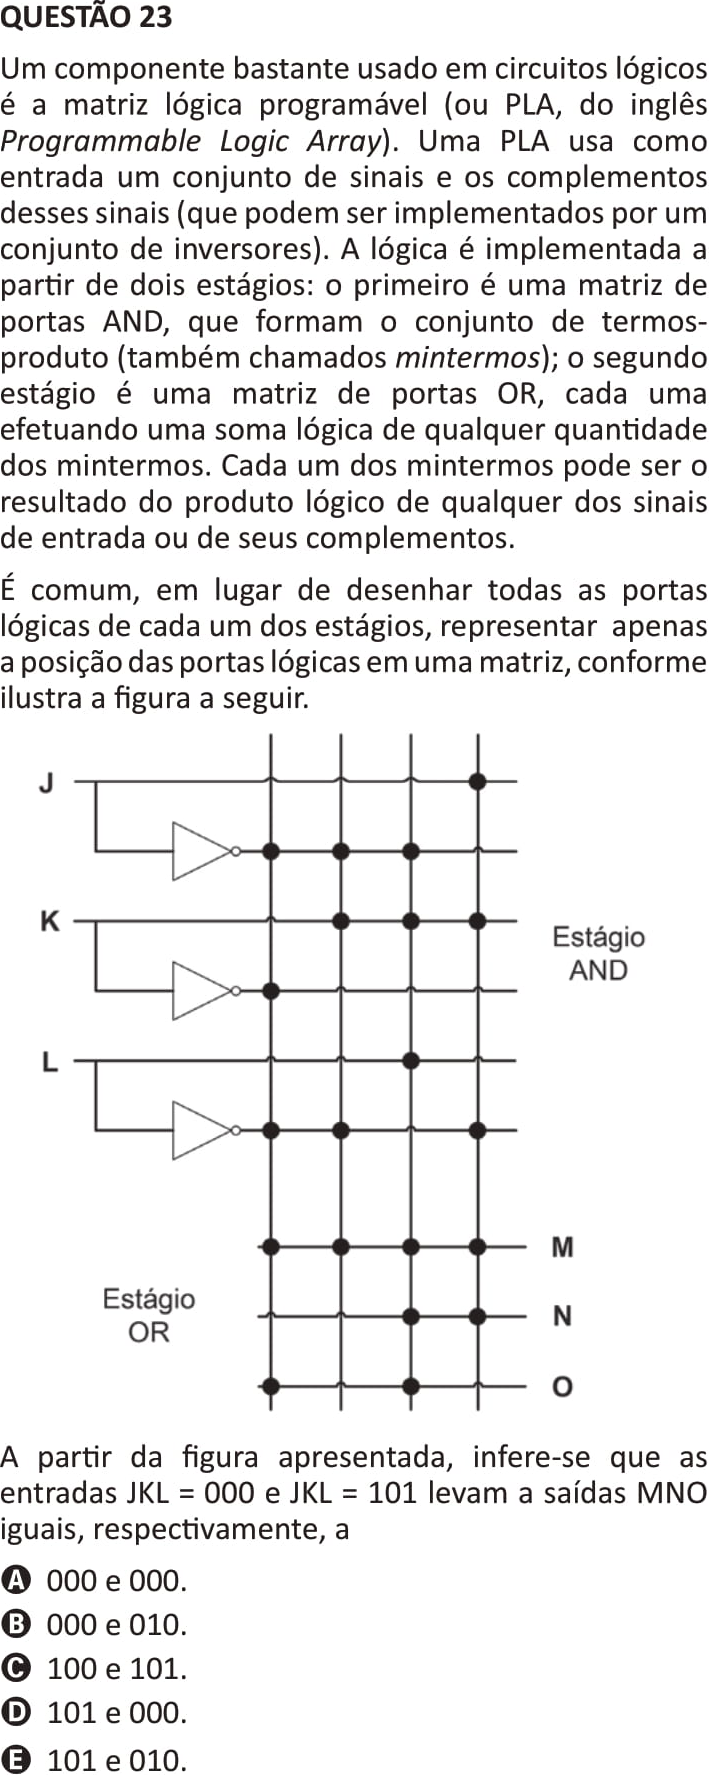 QUESTÃO 23
Um componente bastante usado em circuitos lógicos
é a matriz lógica programável (ou PLA, do inglês
Programmable Logic Array). Uma PLA usa como
entrada um conjunto de sinais e os complementos
desses sinais (que podem ser implementados por um
conjunto de inversores). A lógica é implementada a
partir de dois estágios: o primeiro é uma matriz de
portas AND, que formam o conjunto de termos-
produto (também chamados mintermos); o segundo
estágio é uma matriz de portas OR, cada uma
efetuando uma soma lógica de qualquer quantidade
dos mintermos. Cada um dos mintermos pode ser o
resultado do produto lógico de qualquer dos sinais
de entrada ou de seus complementos.
É comum, em lugar de desenhar todas as portas
lógicas de cada um dos estágios, representar apenas
a posição das portas lógicas em uma matriz, conforme
ilustra a figura a seguir.
J
K
Estágio
AND
L
M
Estágio
OR
N
O
A partir da figura apresentada, infere-se que as
entradas JKL = 000 e JKL = 101 levam a saídas MNO
iguais, respectivamente, a
A 000 e 000.
B 000 e 010.
C 100 e 101.
D 101 e 000.
E 101 e 010.